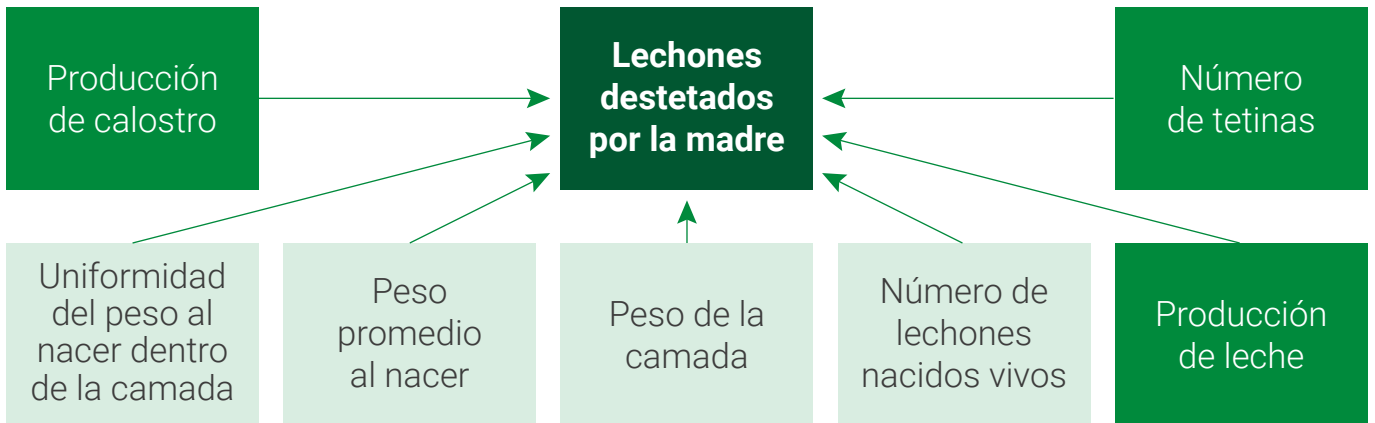 Producción
de calostro
Lechones
destetados
por la madre
Número
de tetinas
Uniformidad
del peso al
nacer dentro
de la camada
Peso
promedio
al nacer
Peso de la
camada
Número de
lechones
nacidos vivos
Producción
de leche